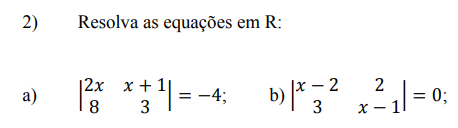 2) Resolva as equações em R:
a) |2x x + 1| = −4; b) |x − 2 2| = 0;
|8 3| |3 x − 1|